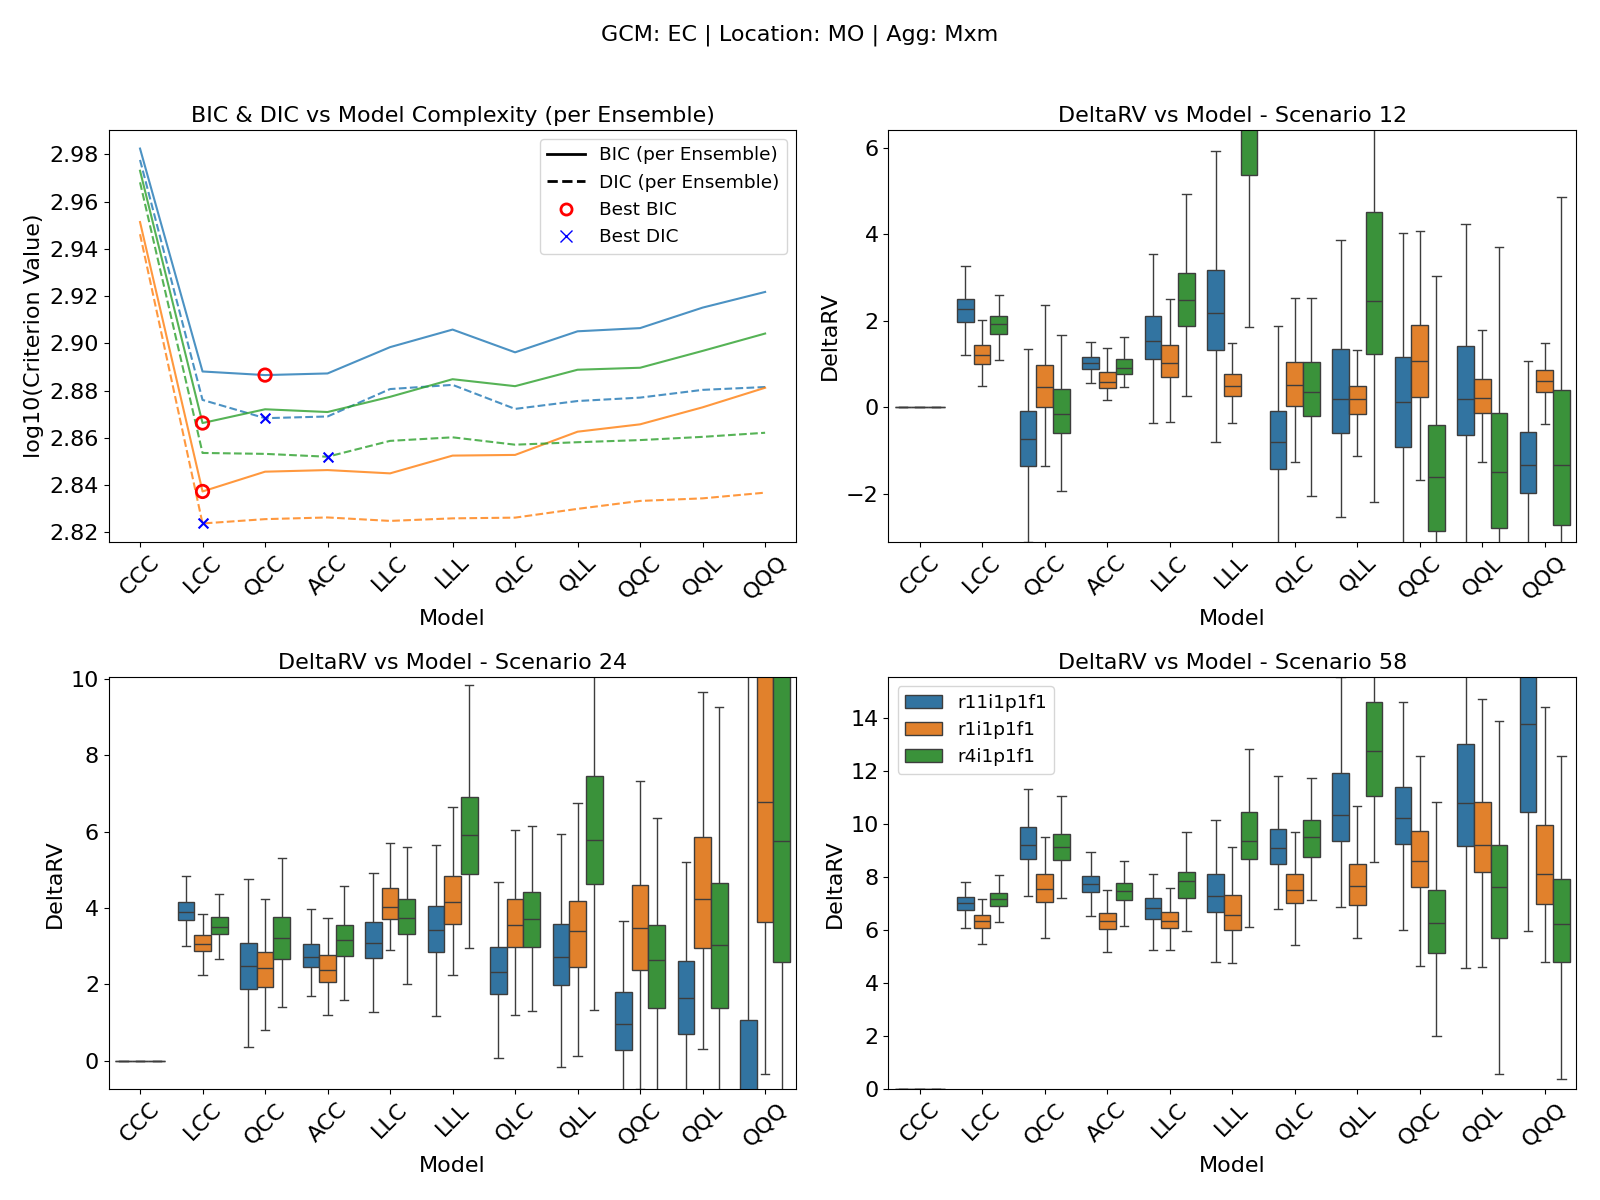 GCM: EC | Location: MO | Agg: Mxm
BIC & DIC vs Model Complexity (per Ensemble)
log10(Criterion Value)
2.98
2.96
2.94
2.92
2.90
2.88
2.86
2.84
2.82
BIC (per Ensemble)
DIC (per Ensemble)
Best BIC
Best DIC
CCC
LCC
QCC
ACC
LLC
LLL
QLC
QLL
QQC
QQL
QQQ
Model
DeltaRV vs Model - Scenario 12
DeltaRV
6
4
2
0
−2
CCC
LCC
QCC
ACC
LLC
LLL
QLC
QLL
QQC
QQL
QQQ
Model
DeltaRV vs Model - Scenario 24
DeltaRV
10
8
6
4
2
0
CCC
LCC
QCC
ACC
LLC
LLL
QLC
QLL
QQC
QQL
QQQ
Model
DeltaRV vs Model - Scenario 58
DeltaRV
14
12
10
8
6
4
2
0
r11i1p1f1
r1i1p1f1
r4i1p1f1
CCC
LCC
QCC
ACC
LLC
LLL
QLC
QLL
QQC
QQL
QQQ
Model